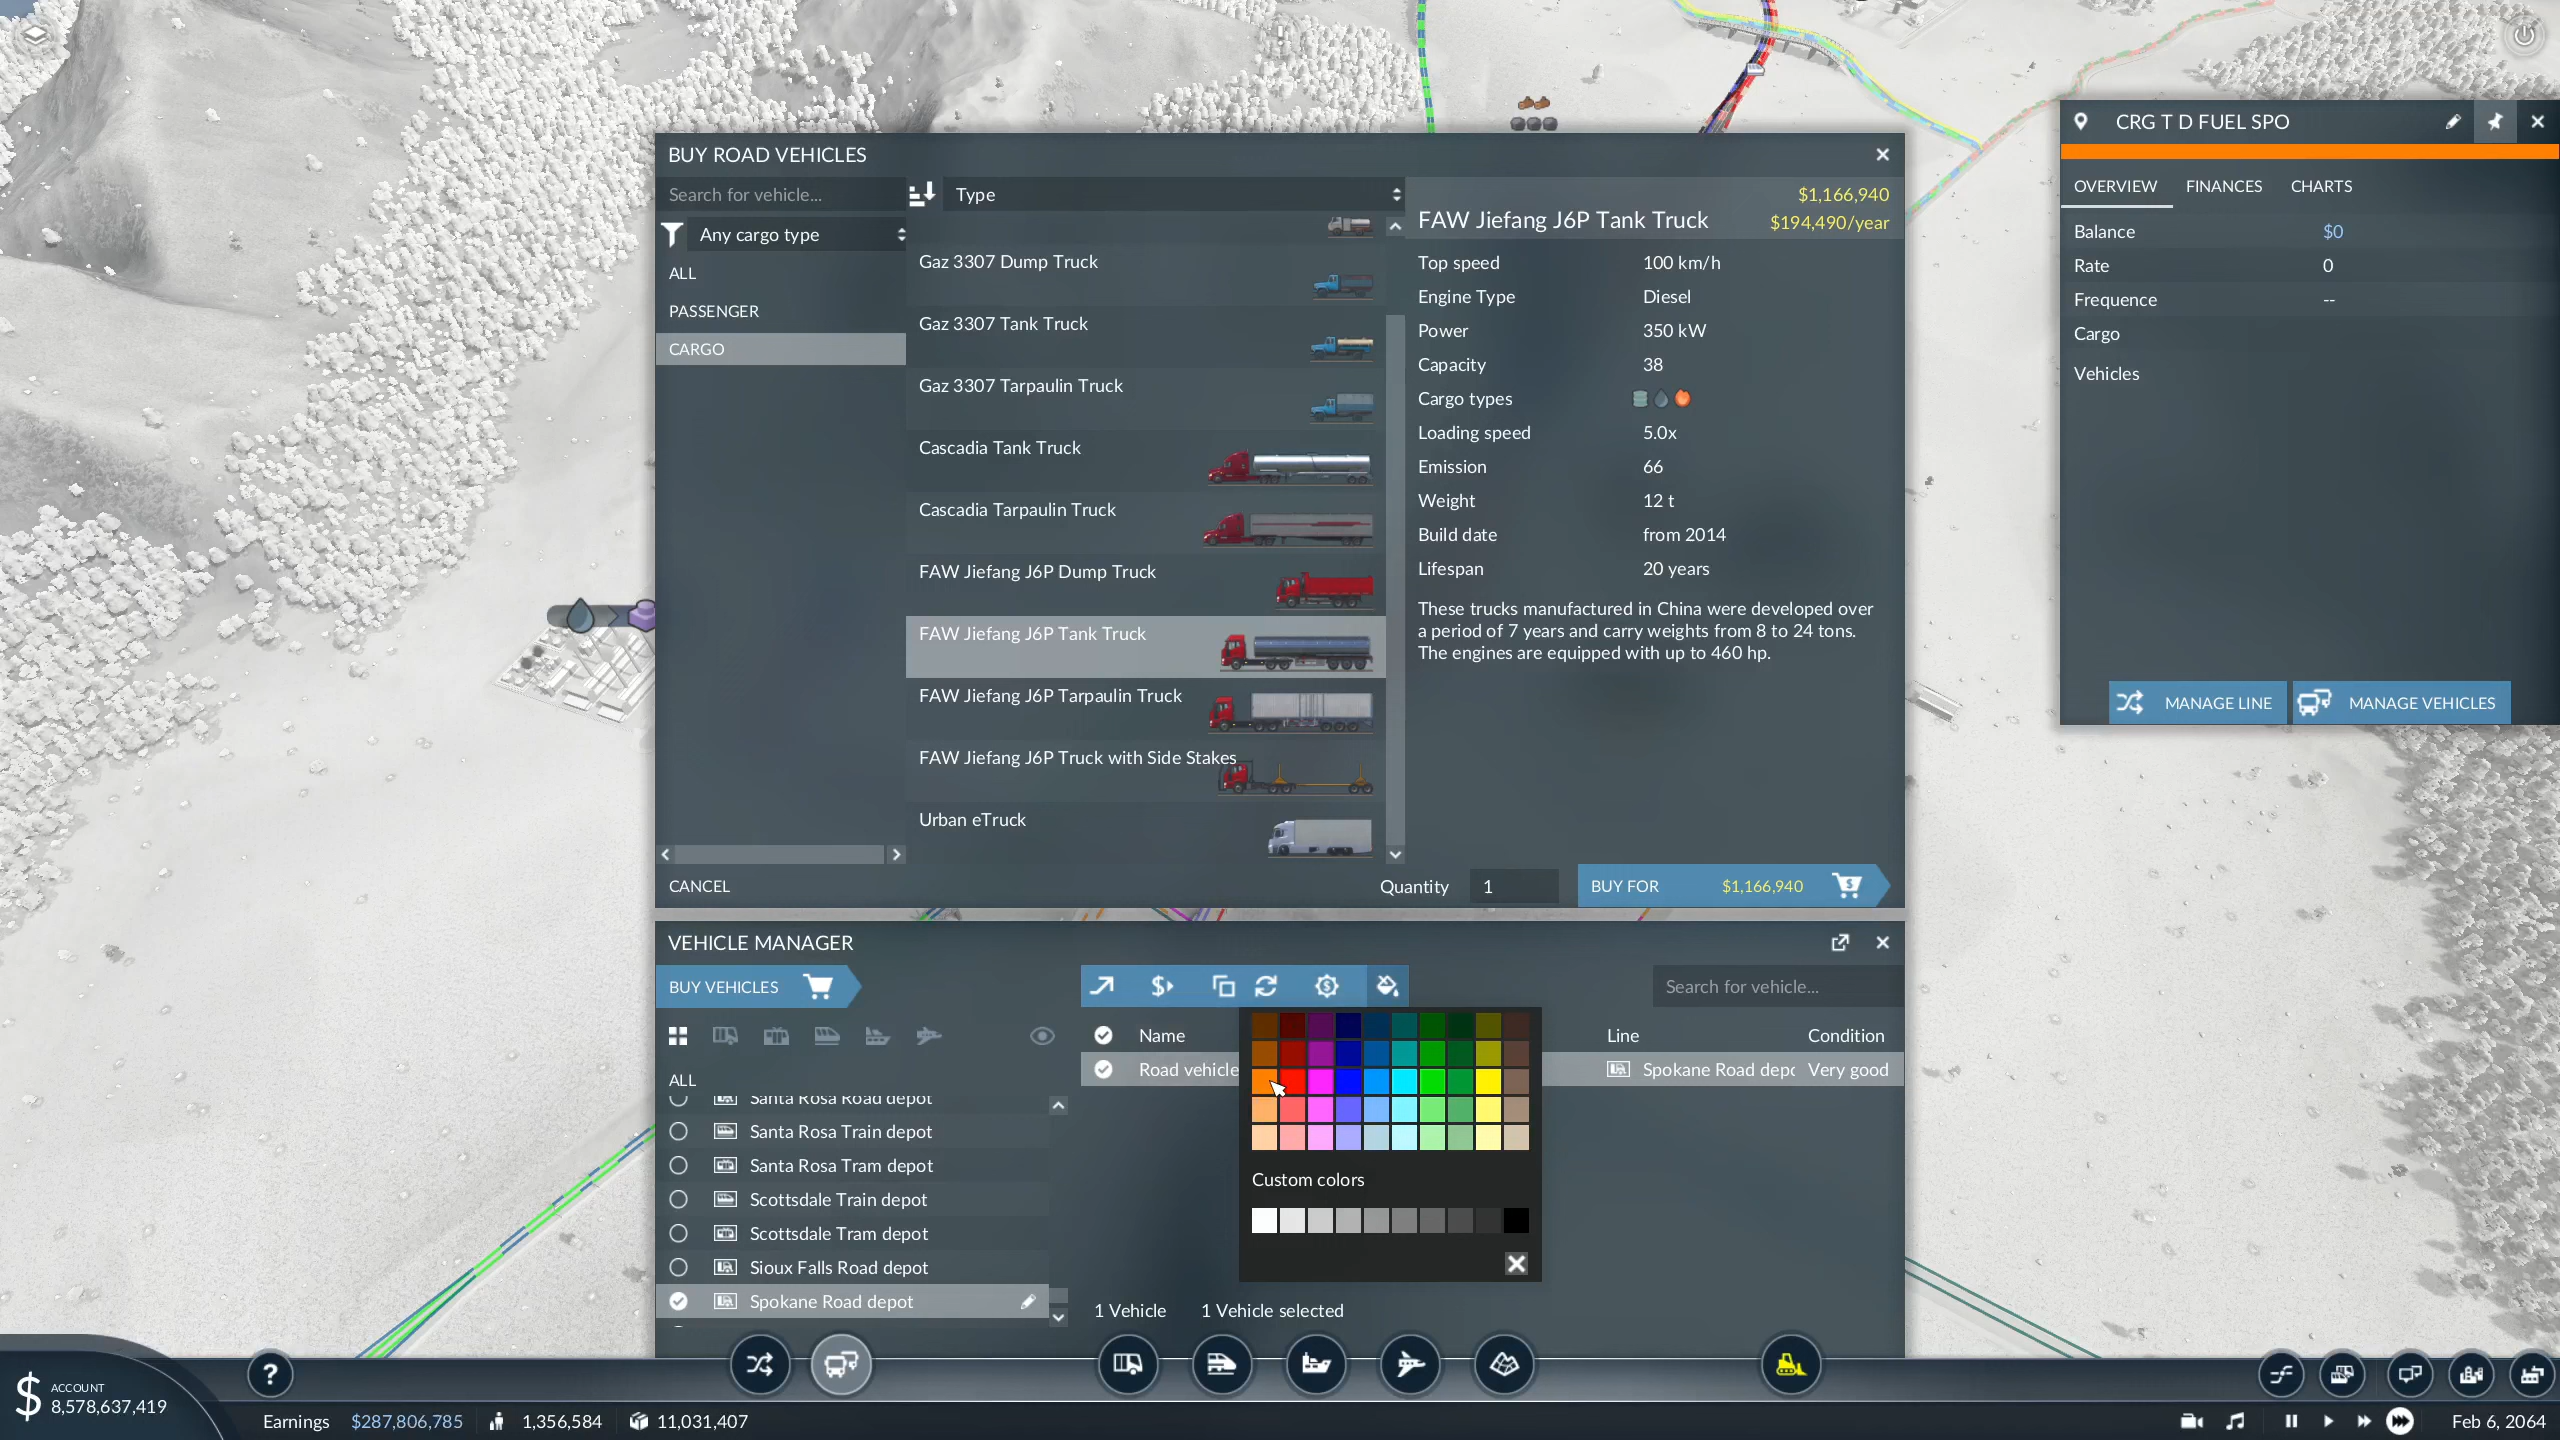 BUY ROAD VEHICLES
Search for vehicle...
Type
Any cargo type
ALL
PASSENGER
CARGO
Gaz 3307 Dump Truck
Gaz 3307 Tank Truck
Gaz 3307 Tarpaulin Truck
Cascadia Tank Truck
Cascadia Tarpaulin Truck
FAW Jiefang J6P Dump Truck
FAW Jiefang J6P Tank Truck
FAW Jiefang J6P Tarpaulin Truck
FAW Jiefang J6P Truck with Side Stakes
Urban eTruck
$1,166,940
FAW Jiefang J6P Tank Truck
$194,490/year
Top speed 100 km/h
Engine Type Diesel
Power 350 kW
Capacity 38
Cargo types
Loading speed 5.0x
Emission 66
Weight 12 t
Build date from 2014
Lifespan 20 years
These trucks manufactured in China were developed over
a period of 7 years and carry weights from 8 to 24 tons.
The engines are equipped with up to 460 hp.
CANCEL
Quantity 1
BUY FOR $1,166,940
CRG T D FUEL SPO
OVERVIEW FINANCES CHARTS
Balance $0
Rate 0
Frequence --
Cargo
Vehicles
MANAGE LINE MANAGE VEHICLES
VEHICLE MANAGER
BUY VEHICLES
Search for vehicle...
ALL
Santa Rosa Road depot
Santa Rosa Train depot
Santa Rosa Tram depot
Scottsdale Train depot
Scottsdale Tram depot
Sioux Falls Road depot
Spokane Road depot
Name Line Condition
Road vehicle Spokane Road depo Very good
Custom colors
1 Vehicle 1 Vehicle selected
?
$ ACCOUNT
8,578,637,419
Earnings $287,806,785 1,356,584 11,031,407
Feb 6, 2064